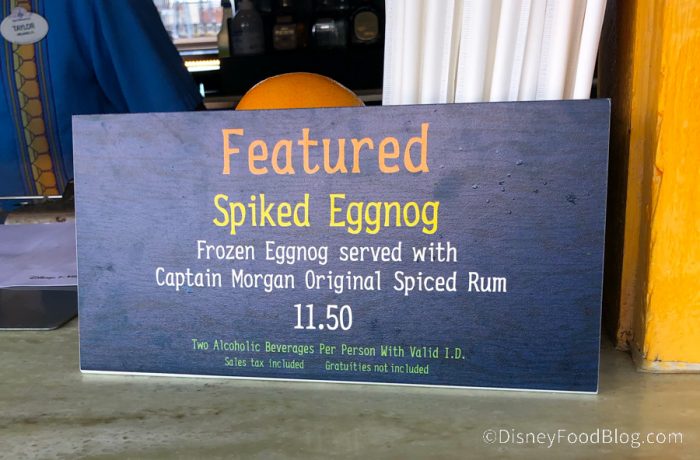 TAYLOR
Featured
Spiked Eggnog
Frozen Eggnog served with
Captain Morgan Original Spiced Rum
11.50
Two Alcoholic Beverages Per Person With Valid I.D.
Sales tax included Gratuities not included
©DisneyFoodBlog.com